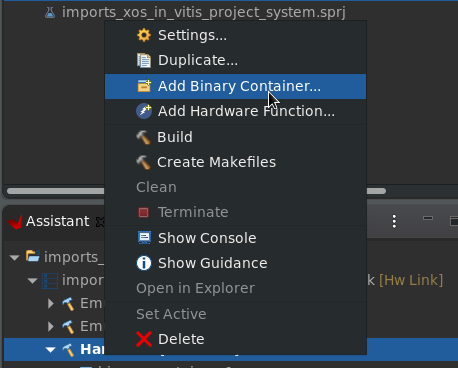 imports_xos_in_vitis_project_system.sprj
Settings...
Duplicate...
Add Binary Container...
Add Hardware Function...
Build
Create Makefiles
Clean
Terminate
Show Console
Assistant
Show Guidance
imports_
impor k [Hw Link]
Open in Explorer
Em
Set Active
Em
Delete
Har